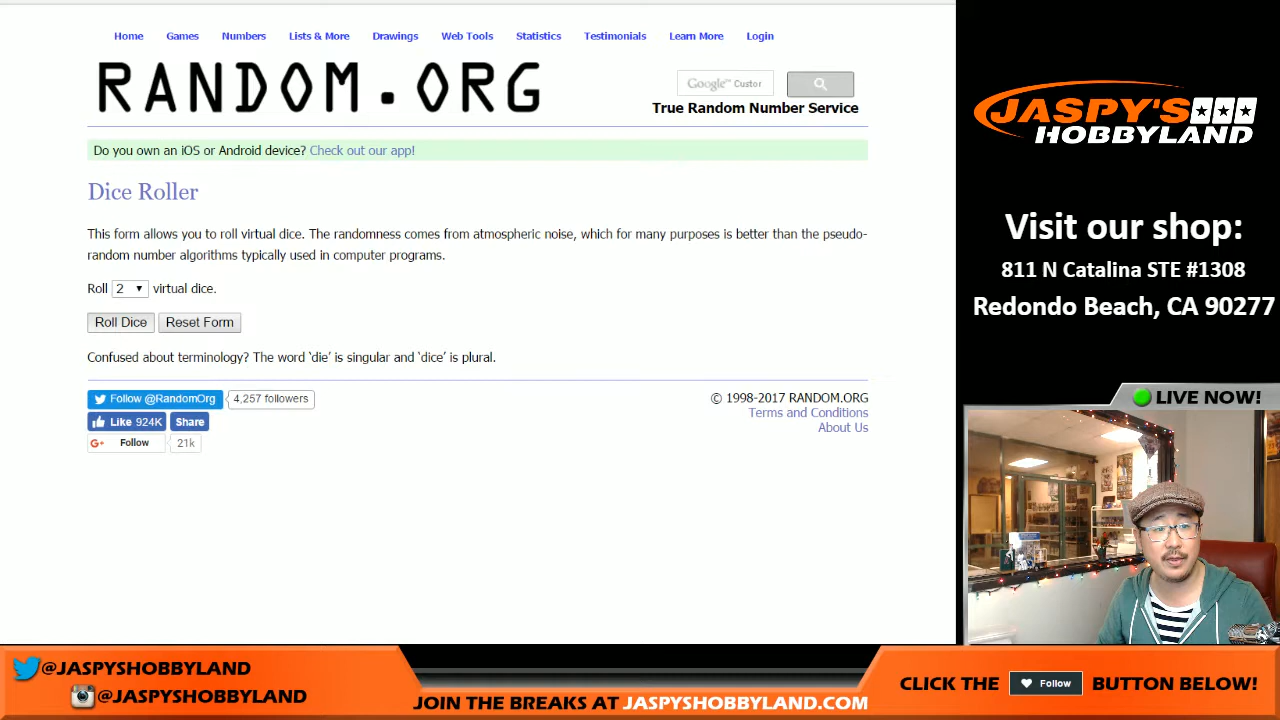 Home Games Numbers Lists & More Drawings Web Tools Statistics Testimonials Learn More Login
RANDOM.ORG
Google™ Custor
True Random Number Service
Do you own an iOS or Android device? Check out our app!
Dice Roller
This form allows you to roll virtual dice. The randomness comes from atmospheric noise, which for many purposes is better than the pseudo-
random number algorithms typically used in computer programs.
Roll 2 virtual dice.
Roll Dice Reset Form
Confused about terminology? The word ‘die’ is singular and ‘dice’ is plural.
Follow @RandomOrg 4,257 followers
Like 924K Share
G+ Follow 21k
© 1998-2017 RANDOM.ORG
Terms and Conditions
About Us
JASPY'S
HOBBYLAND
Visit our shop:
811 N Catalina STE #1308
Redondo Beach, CA 90277
LIVE NOW!
@JASPYSHOBBYLAND
@JASPYSHOBBYLAND
JOIN THE BREAKS AT JASPYSHOBBYLAND.COM
CLICK THE Follow BUTTON BELOW!